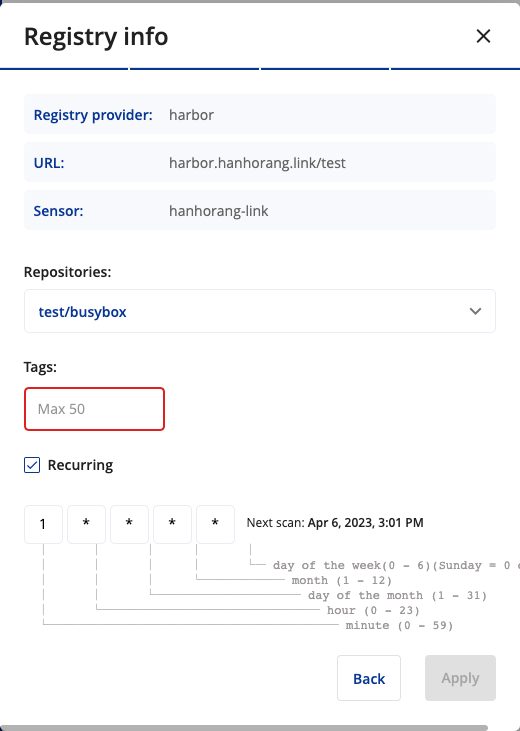 Registry info
Registry provider: harbor
URL: harbor.hanhorang.link/test
Sensor: hanhorang-link
Repositories:
test/busybox
Tags:
Max 50
Recurring
1 * * * * Next scan: Apr 6, 2023, 3:01 PM
day of the week(0 - 6)(Sunday = 0
month (1 - 12)
day of the month (1 - 31)
hour (0 - 23)
minute (0 - 59)
Back Apply